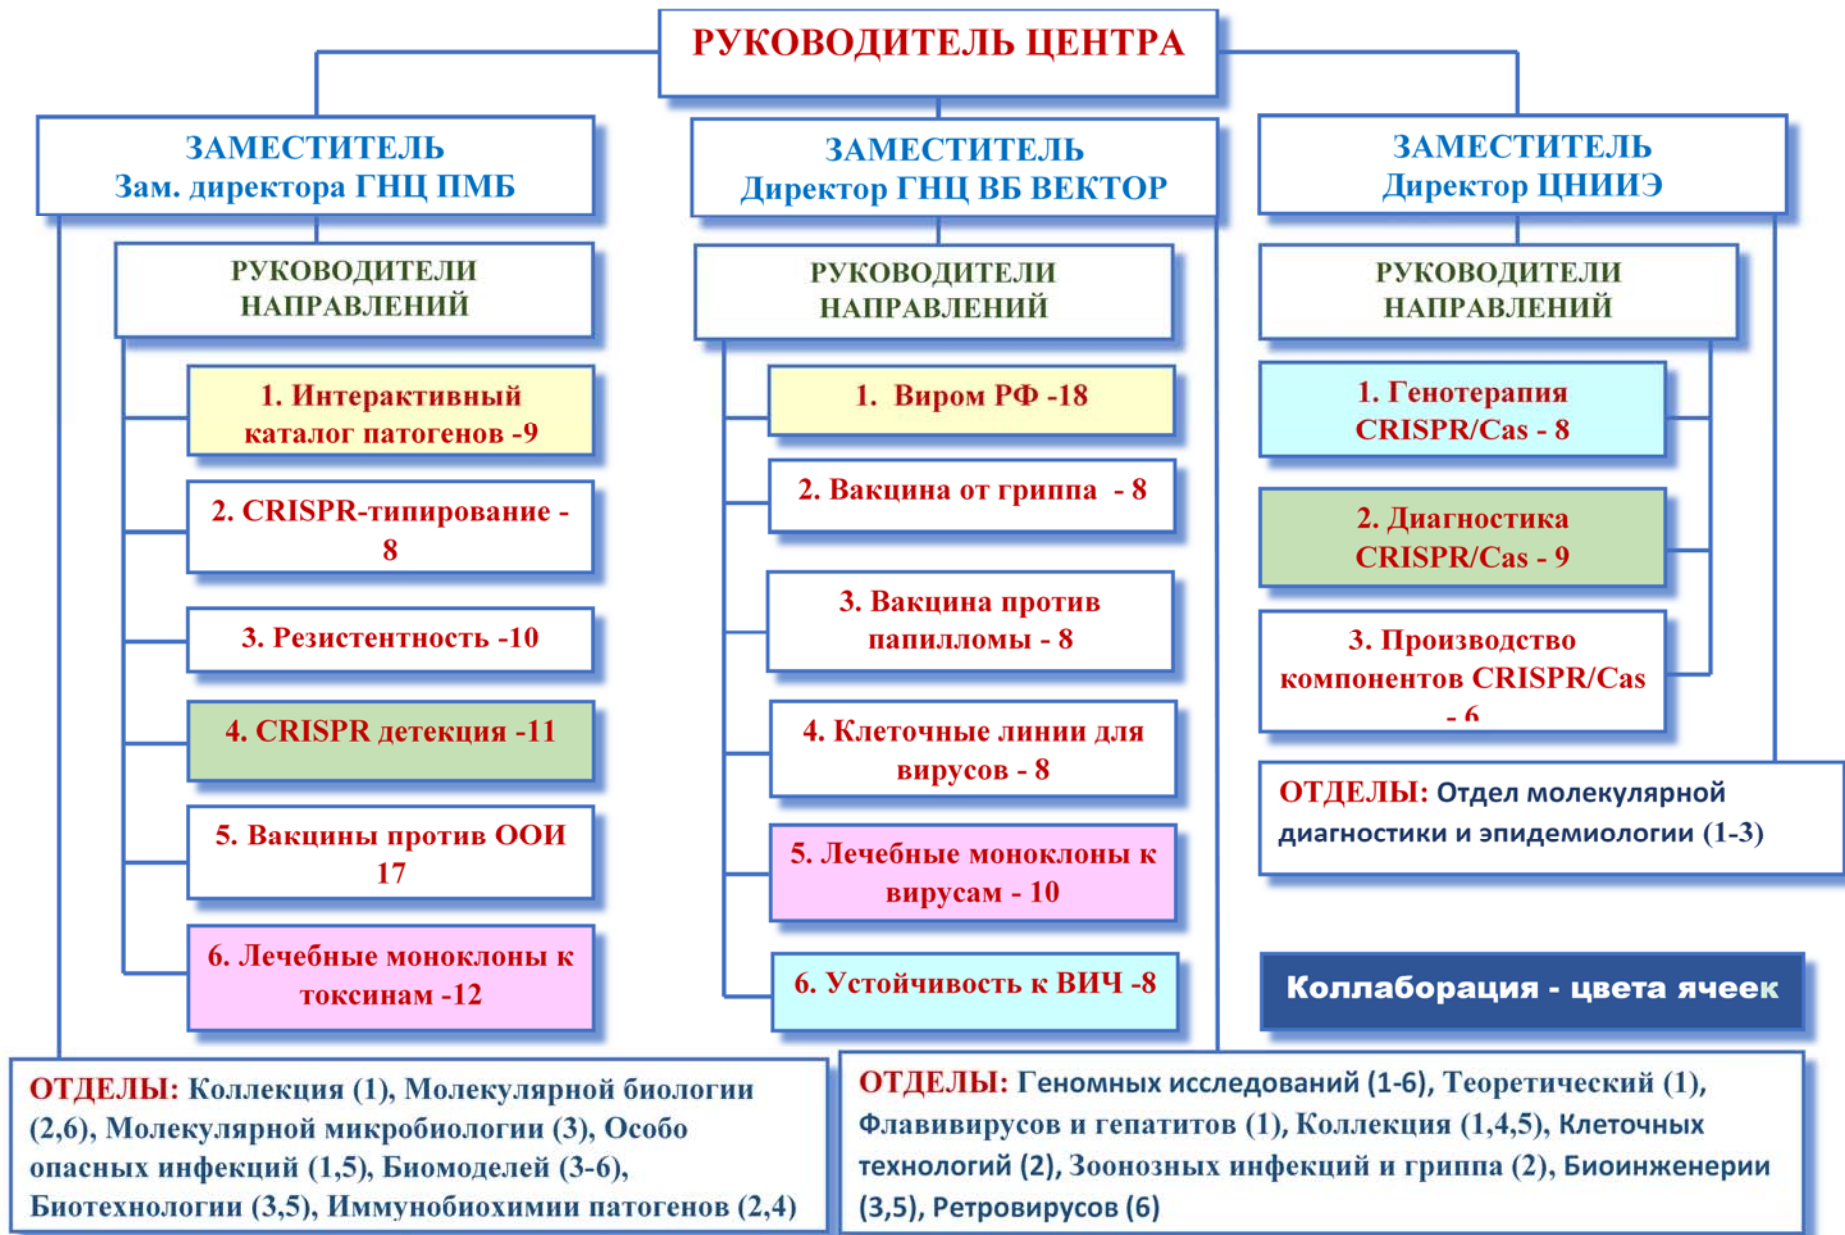 РУКОВОДИТЕЛЬ ЦЕНТРА
ЗАМЕСТИТЕЛЬ
Зам. директора ГНЦ ПМБ
РУКОВОДИТЕЛИ
НАПРАВЛЕНИЙ
1. Интерактивный
каталог патогенов -9
2. CRISPR-типирование -
8
3. Резистентность -10
4. CRISPR детекция -11
5. Вакцины против ООИ
17
6. Лечебные моноклоны к
токсинам -12
ОТДЕЛЫ: Коллекция (1), Молекулярной биологии
(2,6), Молекулярной микробиологии (3), Особо
опасных инфекций (1,5), Биомоделей (3-6),
Биотехнологии (3,5), Иммунобиохимии патогенов (2,4)
ЗАМЕСТИТЕЛЬ
Директор ГНЦ ВБ ВЕКТОР
РУКОВОДИТЕЛИ
НАПРАВЛЕНИЙ
1. Виром РФ -18
2. Вакцина от гриппа - 8
3. Вакцина против
папилломы - 8
4. Клеточные линии для
вирусов - 8
5. Лечебные моноклоны к
вирусам - 10
6. Устойчивость к ВИЧ -8
ОТДЕЛЫ: Геномных исследований (1-6), Теоретический (1),
Флавивирусов и гепатитов (1), Коллекция (1,4,5), Клеточных
технологий (2), Зоонозных инфекций и гриппа (2), Биоинженерии
(3,5), Ретровирусов (6)
ЗАМЕСТИТЕЛЬ
Директор ЦНИИЭ
РУКОВОДИТЕЛИ
НАПРАВЛЕНИЙ
1. Генотерапия
CRISPR/Cas - 8
2. Диагностика
CRISPR/Cas - 9
3. Производство
компонентов CRISPR/Cas
- 6
ОТДЕЛЫ: Отдел молекулярной
диагностики и эпидемиологии (1-3)
Коллаборация - цвета ячеек